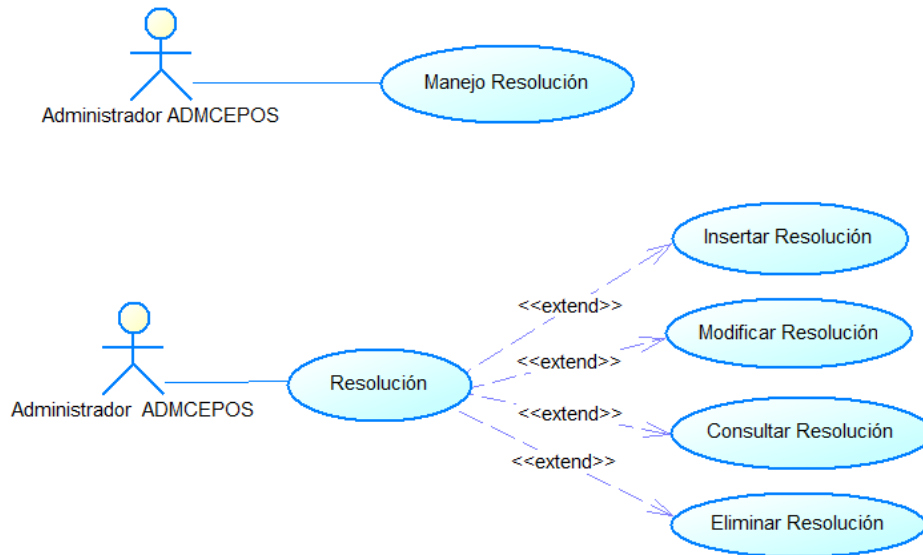 Manejo Resolución
Administrador ADMCEPOS
Insertar Resolución
<<extend>>
Modificar Resolución
<<extend>>
Resolución
Administrador ADMCEPOS
<<extend>>
Consultar Resolución
<<extend>>
Eliminar Resolución